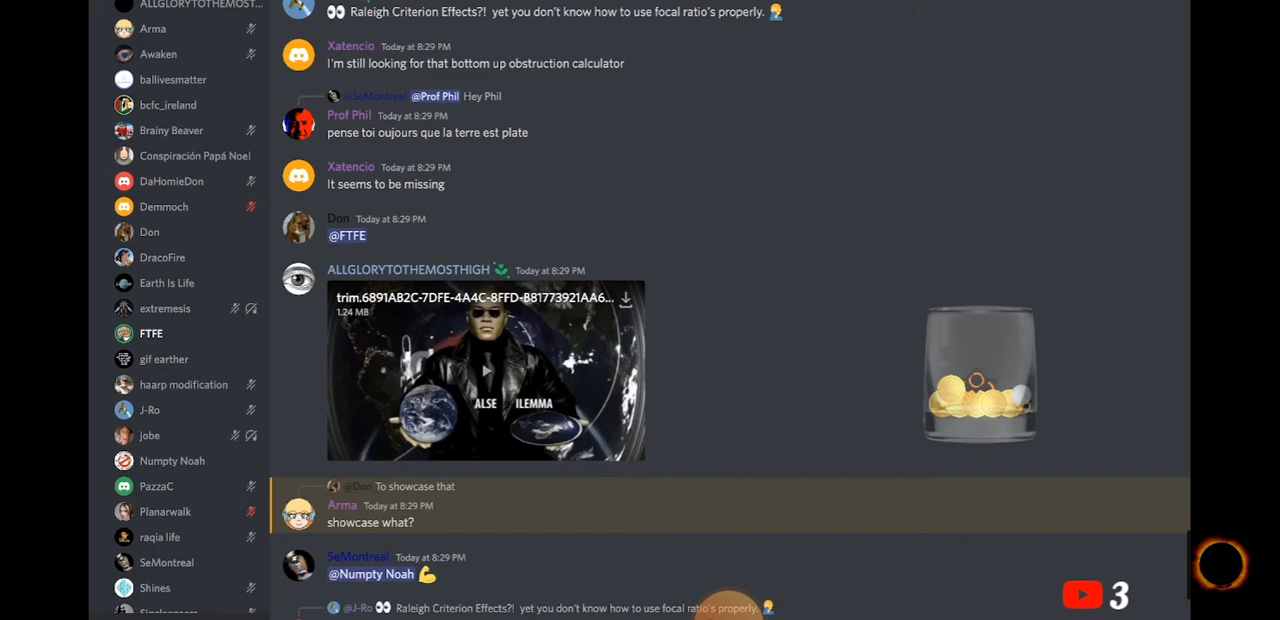 ALLGLORYTOTHEMOST...
Arma
Awaken
ballivesmatter
bcfc_ireland
Brainy Beaver
Conspiración Papá Noel
DaHomieDon
Demmoch
Don
DracoFire
Earth Is Life
extremesis
FTFE
gif earther
haarp modification
J-Ro
jobe
Numpty Noah
PazzaC
Planarwalk
raqia life
SeMontreal
Shines
👀 Raleigh Criterion Effects?! yet you don't know how to use focal ratio's properly. 🤦
Xatencio Today at 8:29 PM
I'm still looking for that bottom up obstruction calculator
@SeMontreal @Prof Phil Hey Phil
Prof Phil Today at 8:29 PM
pense toi oujours que la terre est plate
Xatencio Today at 8:29 PM
It seems to be missing
Don Today at 8:29 PM
@FTFE
ALLGLORYTOTHEMOSTHIGH Today at 8:29 PM
trim.6891AB2C-7DFE-4A4C-8FFD-B81773921AA6...
1.24 MB
ALSE ILEMMA
@Don To showcase that
Arma Today at 8:29 PM
showcase what?
SeMontreal Today at 8:29 PM
@Numpty Noah 💪
@J-Ro 👀 Raleigh Criterion Effects?! yet you don't know how to use focal ratio's properly. 🤦
3